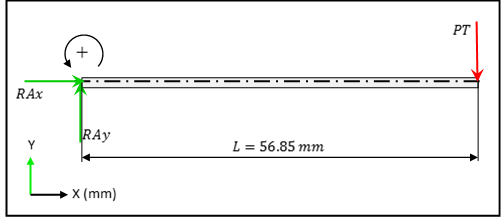 PT
+
RAx
RAy
L = 56.85 mm
Y
X (mm)